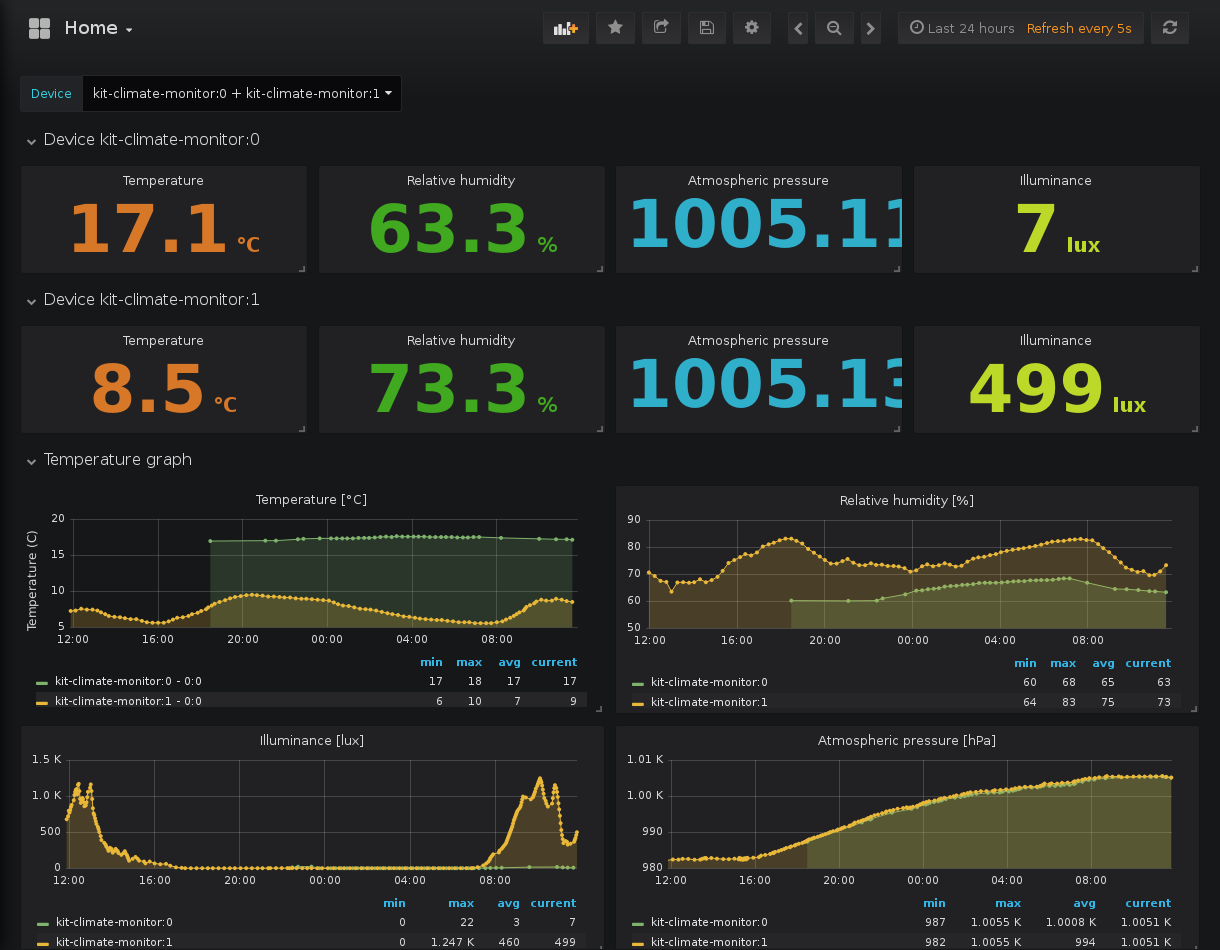 Home
Last 24 hours Refresh every 5s
Device kit-climate-monitor:0 + kit-climate-monitor:1
Device kit-climate-monitor:0
Temperature Relative humidity Atmospheric pressure Illuminance
17.1 °C 63.3 % 1005.11 7 lux
Device kit-climate-monitor:1
Temperature Relative humidity Atmospheric pressure Illuminance
8.5 °C 73.3 % 1005.13 499 lux
Temperature graph
Temperature [°C]
Temperature (C)
20
15
10
5
12:00 16:00 20:00 00:00 04:00 08:00
min max avg current
kit-climate-monitor:0 - 0:0 17 18 17 17
kit-climate-monitor:1 - 0:0 6 10 7 9
Relative humidity [%]
90
80
70
60
50
12:00 16:00 20:00 00:00 04:00 08:00
min max avg current
kit-climate-monitor:0 60 68 65 63
kit-climate-monitor:1 64 83 75 73
Illuminance [lux]
1.5 K
1.0 K
500
0
12:00 16:00 20:00 00:00 04:00 08:00
min max avg current
kit-climate-monitor:0 0 22 3 7
kit-climate-monitor:1 0 1.247 K 460 499
Atmospheric pressure [hPa]
1.01 K
1.00 K
990
980
12:00 16:00 20:00 00:00 04:00 08:00
min max avg current
kit-climate-monitor:0 987 1.0055 K 1.0008 K 1.0051 K
kit-climate-monitor:1 982 1.0055 K 994 1.0051 K